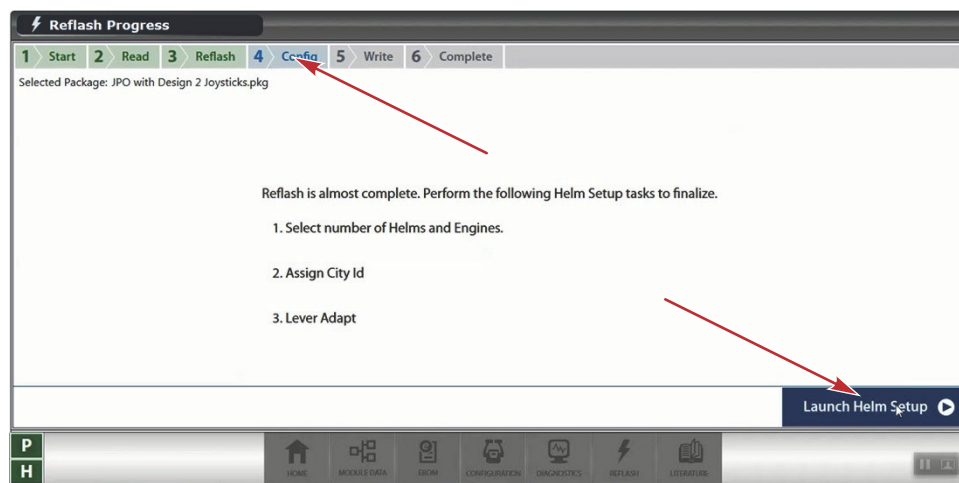 Reflash Progress
1 Start 2 Read 3 Reflash 4 Config 5 Write 6 Complete
Selected Package: JPO with Design 2 Joysticks.pkg
Reflash is almost complete. Perform the following Helm Setup tasks to finalize.
1. Select number of Helms and Engines.
2. Assign City Id
3. Lever Adapt
Launch Helm Setup
P
H
HOME MODULE DATA EROM CONFIGURATION DIAGNOSTICS REFLASH LITERATURE